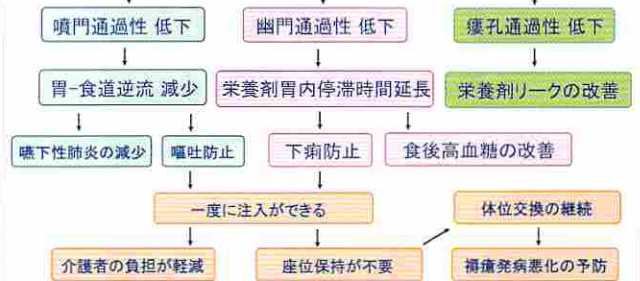 噴門通過性 低下
幽門通過性 低下
瘻孔通過性 低下
胃-食道逆流 減少
栄養剤胃内停滞時間延長
栄養剤リークの改善
嚥下性肺炎の減少
嘔吐防止
下痢防止
食後高血糖の改善
一度に注入ができる
体位交換の継続
介護者の負担が軽減
座位保持が不要
褥瘡発病悪化の予防